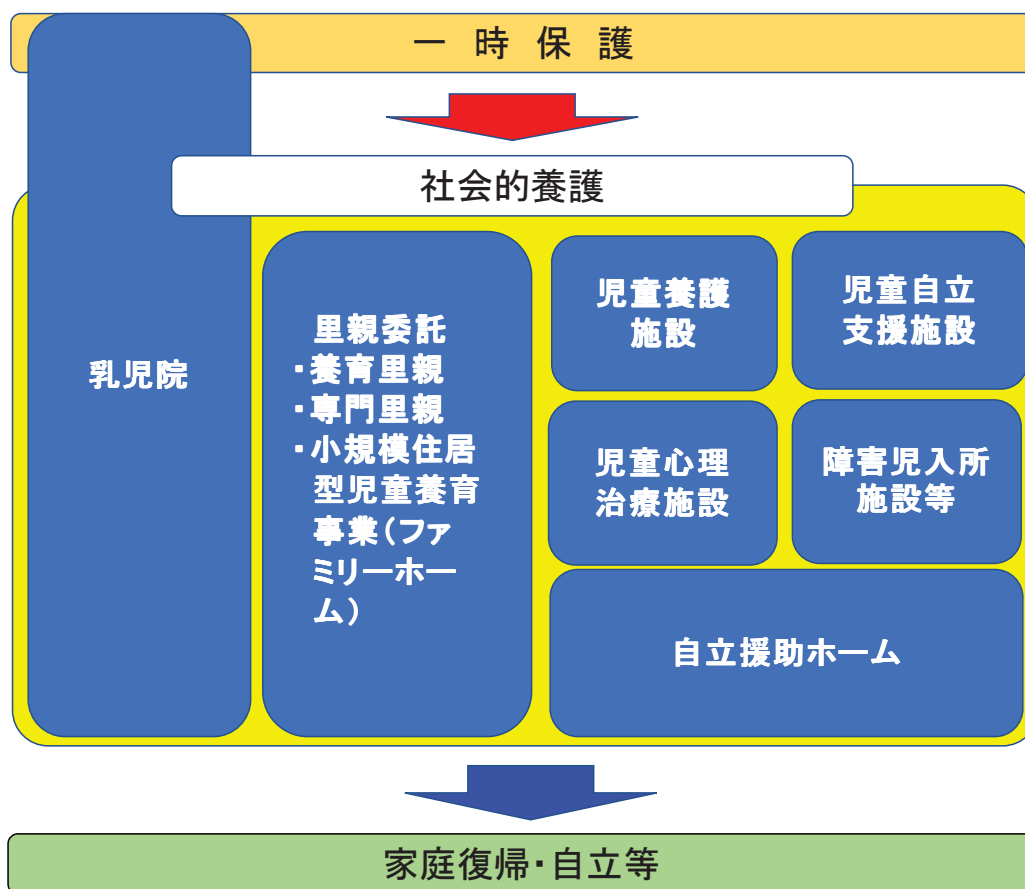 一 時 保 護
社会的養護
乳児院
里親委託
・養育里親
・専門里親
・小規模住居
型児童養育
事業(ファ
ミリーホー
ム)
児童養護
施設
児童自立
支援施設
児童心理
治療施設
障害児入所
施設等
自立援助ホーム
家庭復帰・自立等